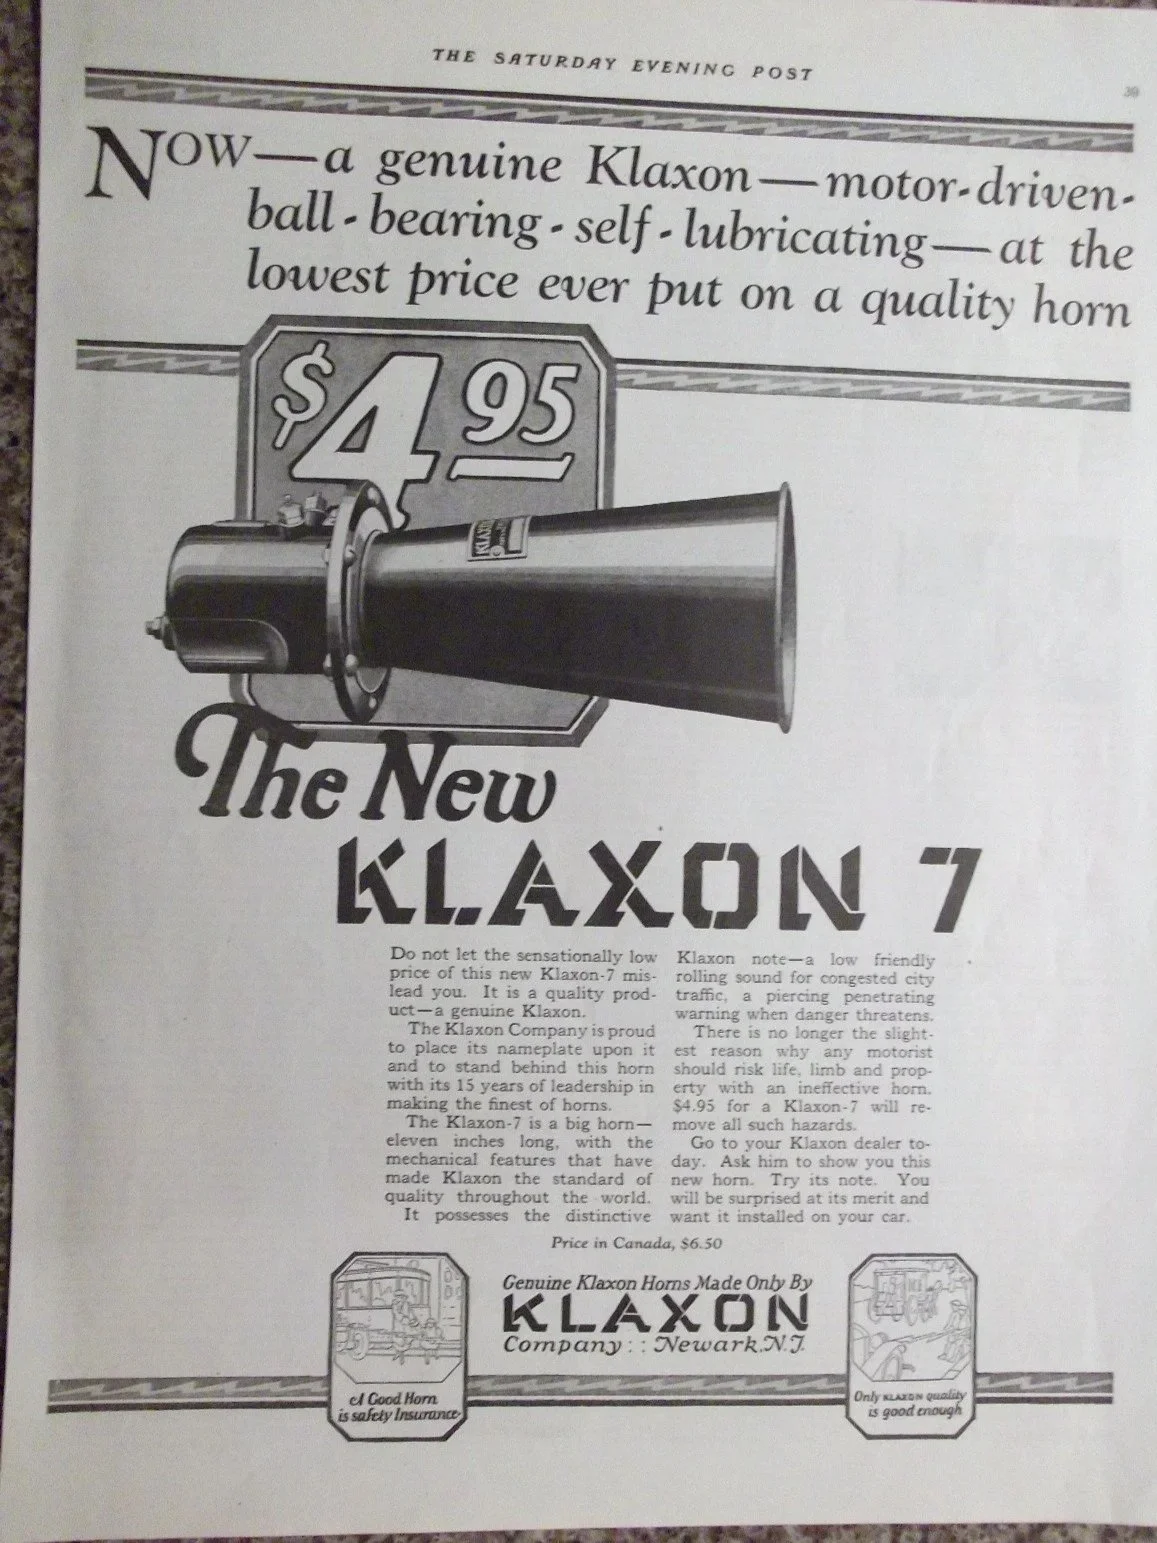 THE SATURDAY EVENING POST
39
Now—a genuine Klaxon—motor-driven-
ball-bearing-self-lubricating—at the
lowest price ever put on a quality horn
$4.95
KLAXON
The New
KLAXON 7
Do not let the sensationally low
price of this new Klaxon-7 mis-
lead you. It is a quality prod-
uct—a genuine Klaxon.
The Klaxon Company is proud
to place its nameplate upon it
and to stand behind this horn
with its 15 years of leadership in
making the finest of horns.
The Klaxon-7 is a big horn—
eleven inches long, with the
mechanical features that have
made Klaxon the standard of
quality throughout the world.
It possesses the distinctive
Klaxon note—a low friendly
rolling sound for congested city
traffic, a piercing penetrating
warning when danger threatens.
There is no longer the slight-
est reason why any motorist
should risk life, limb and prop-
erty with an ineffective horn.
$4.95 for a Klaxon-7 will re-
move all such hazards.
Go to your Klaxon dealer to-
day. Ask him to show you this
new horn. Try its note. You
will be surprised at its merit and
want it installed on your car.
Price in Canada, $6.50
Genuine Klaxon Horns Made Only By
KLAXON
Company :: Newark, N.J.
A Good Horn
is safety Insurance
Only KLAXON quality
is good enough